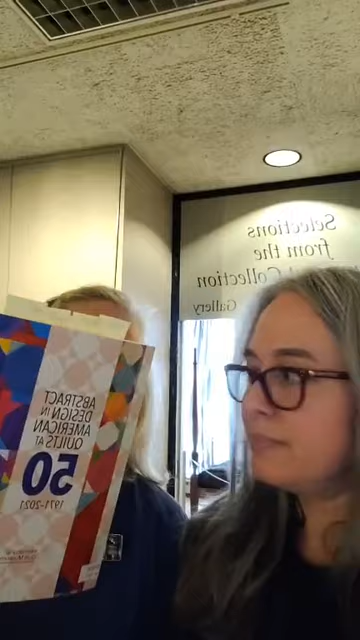 Selections
from the
Collection
Gallery
ABSTRACT
DESIGN IN
AMERICAN
QUILTS AT
50
1971-2021